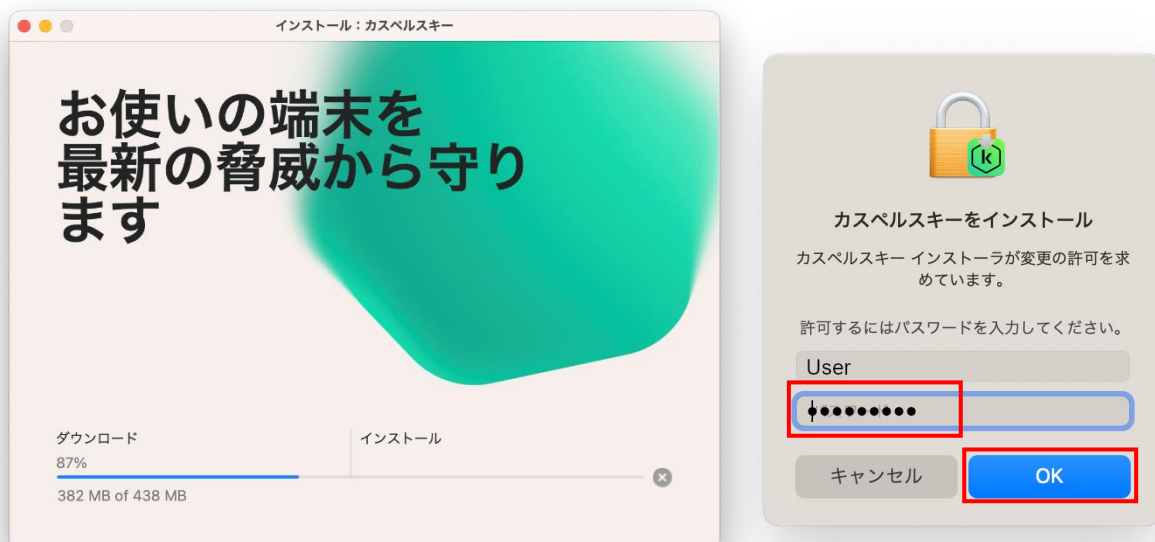 インストール：カスペルスキー
お使いの端末を
最新の脅威から守り
ます
ダウンロード
インストール
87%
382 MB of 438 MB
k
カスペルスキーをインストール
カスペルスキー インストーラが変更の許可を求
めています。
許可するにはパスワードを入力してください。
User
キャンセル
OK